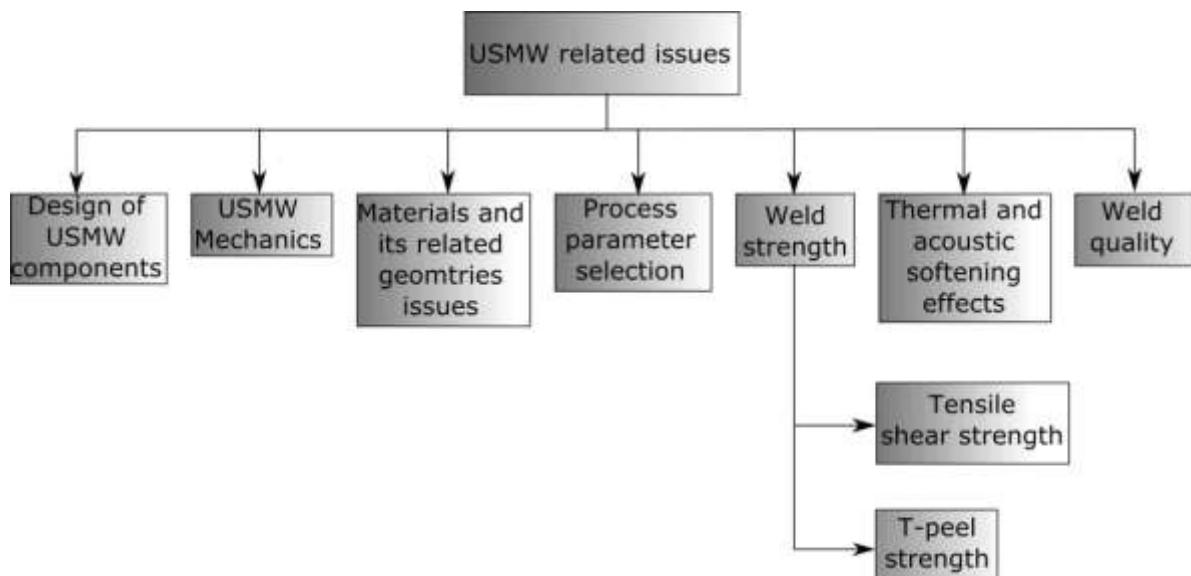 USMW related issues
Design of
USMW
components
USMW
Mechanics
Materials and
its related
geomtries
issues
Process
parameter
selection
Weld
strength
Thermal and
acoustic
softening
effects
Weld
quality
Tensile
shear strength
T-peel
strength